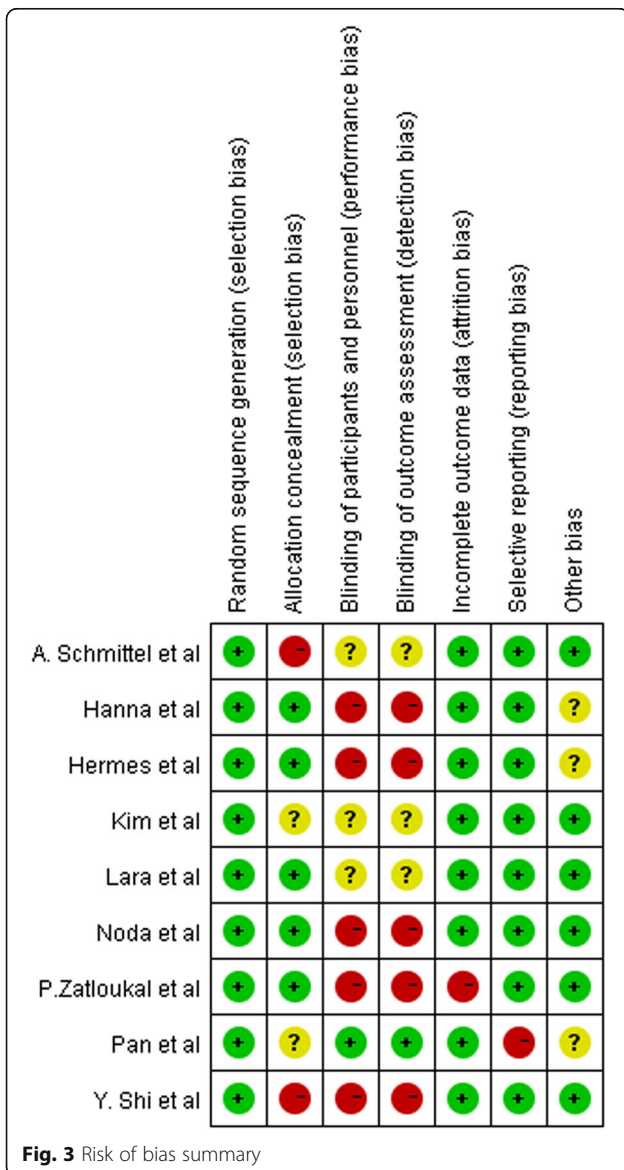 Random sequence generation (selection bias)
Allocation concealment (selection bias)
Blinding of participants and personnel (performance bias)
Blinding of outcome assessment (detection bias)
Incomplete outcome data (attrition bias)
Selective reporting (reporting bias)
Other bias
A. Schmittel et al + - ? ? + + +
Hanna et al + + - - + + ?
Hermes et al + + - - + + ?
Kim et al + ? ? ? + + +
Lara et al + + ? ? + + +
Noda et al + + - - + + +
P.Zatloukal et al + + - - - + +
Pan et al + ? + + + - ?
Y. Shi et al + - - - + + +
Fig. 3 Risk of bias summary